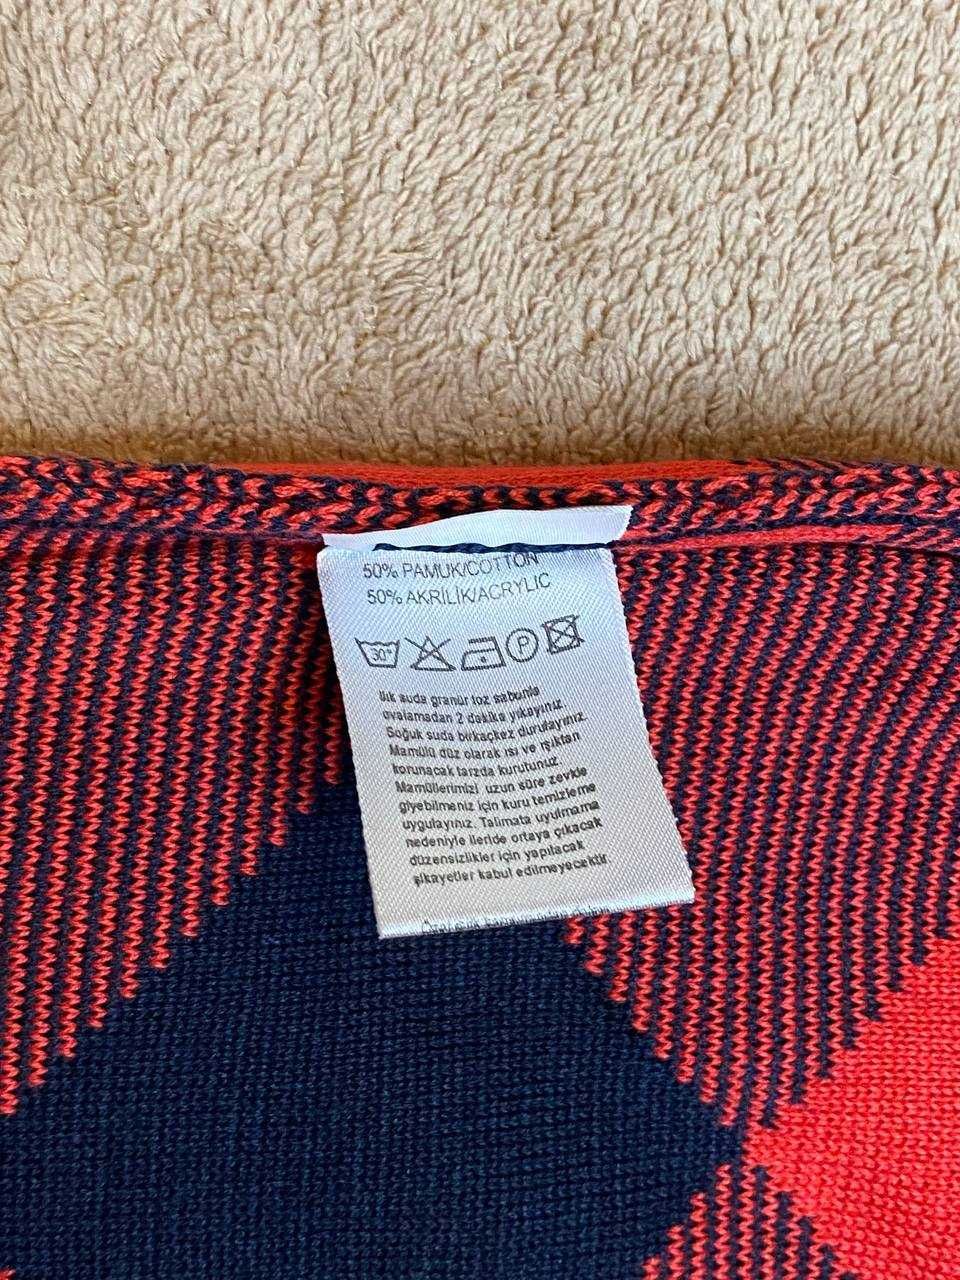 50% PAMUK/COTTON
50% AKRİLİK/ACRYLIC
30° P
Ilık suda granür toz sabunla
ovalamadan 2 dakika yıkayınız
Soğuk suda birkaçkez durulayınız
Mamülü düz olarak ısı ve ışıktan
korunacak tarzda kurutunuz.
Mamüllerimizi uzun süre zevkle
giyebilmeniz için kuru temizleme
uygulayınız. Talimata uyulmama
nedeniyle ileride ortaya çıkacak
düzensizlikler için yapılacak
şikayetler kabul edilmeyecektir.